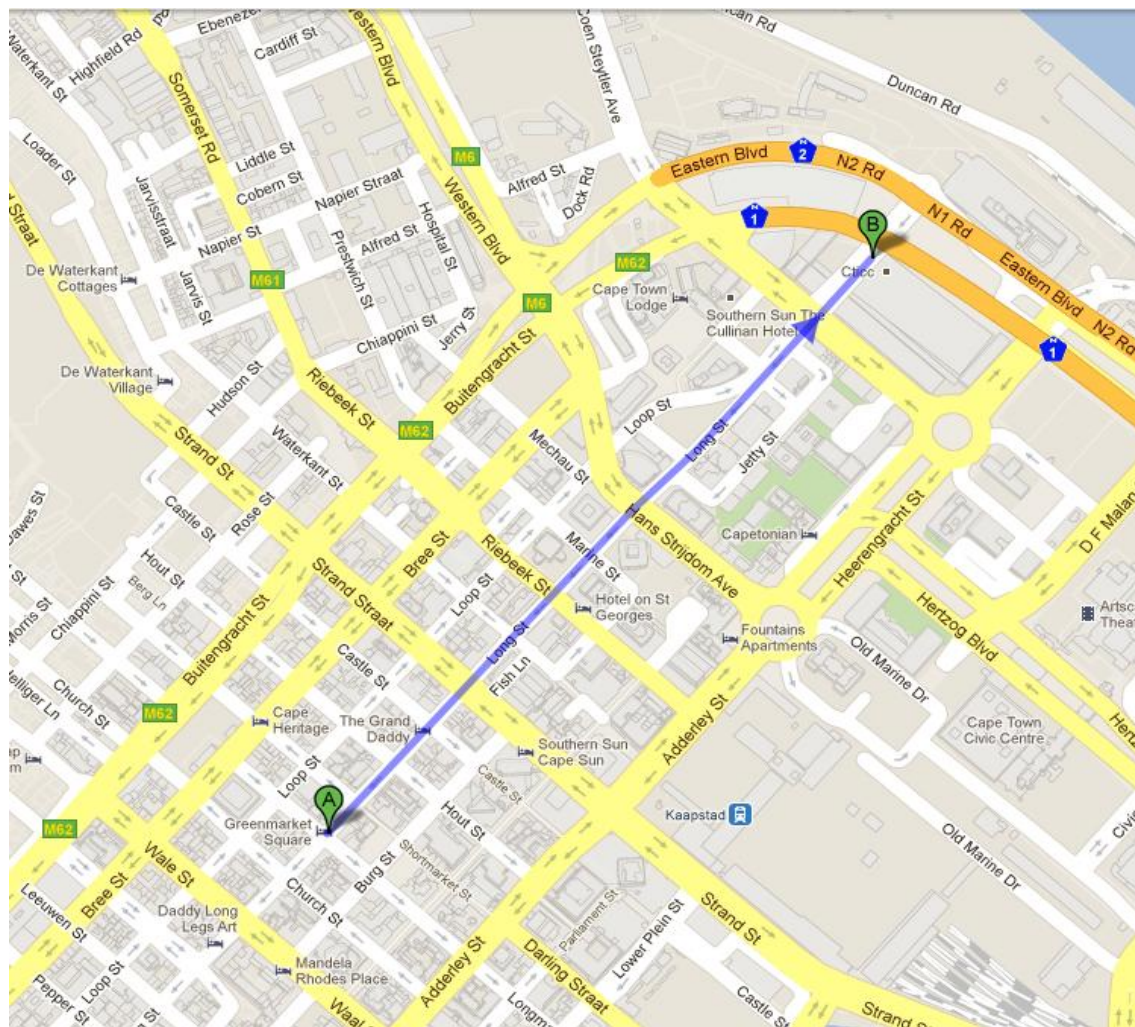 Duncan Rd
Coen Steytler Ave
Western Blvd
Ebenezer
Highfield Rd
Waterkant St
Cardiff St
Somerset Rd
Duncan Rd
Loader St
Liddle St
Cobern St
M6
Alfred St
Dock Rd
Eastern Blvd
N
2
N2 Rd
N1 Rd
Jarvisstraat
Napier Straat
Western Blvd
Napier St
Alfred St
Hospital St
Prestwich St
N
1
B
Straat
De Waterkant
Cottages
Jarvis St
M61
M62
M6
Cape Town
Lodge
Cticc
Southern Sun The
Cullinan Hotel
Eastern Blvd
N2 Rd
Chiappini St
Jerry St
N
1
De Waterkant
Village
Hudson St
Riebeek St
Buitengracht St
M62
Loop St
Long St
Jetty St
Strand St
Waterkant St
Mechau St
Castle St
Rose St
Dawes St
Hans Strijdom Ave
Capetonian
Heerengracht St
D F Malan
Bree St
Riebeek St
Marine St
Hout St
Berg Ln
Chiappini St
Strand Straat
Loop St
Hotel on St
Georges
Hertzog Blvd
Artsc
Theat
Morris St
Buitengracht St
Long St
Fish Ln
Fountains
Apartments
Old Marine Dr
Castle St
Church St
M62
Cape
Heritage
The Grand
Daddy
Southern Sun
Cape Sun
Adderley St
Cape Town
Civic Centre
Hertz
Loop St
Castle St
A
Greenmarket
Square
Hout St
Kaapstad
M62
Wale St
Burg St
Shortmarket St
Old Marine Dr
Civic
Bree St
Leeuwen St
Church St
Daddy Long
Legs Art
Parliament St
Lower Plein St
Strand St
Mandela
Rhodes Place
Adderley St
Darling Straat
Pepper St
Loop St
Waal
Longm
Castle St
Strand S